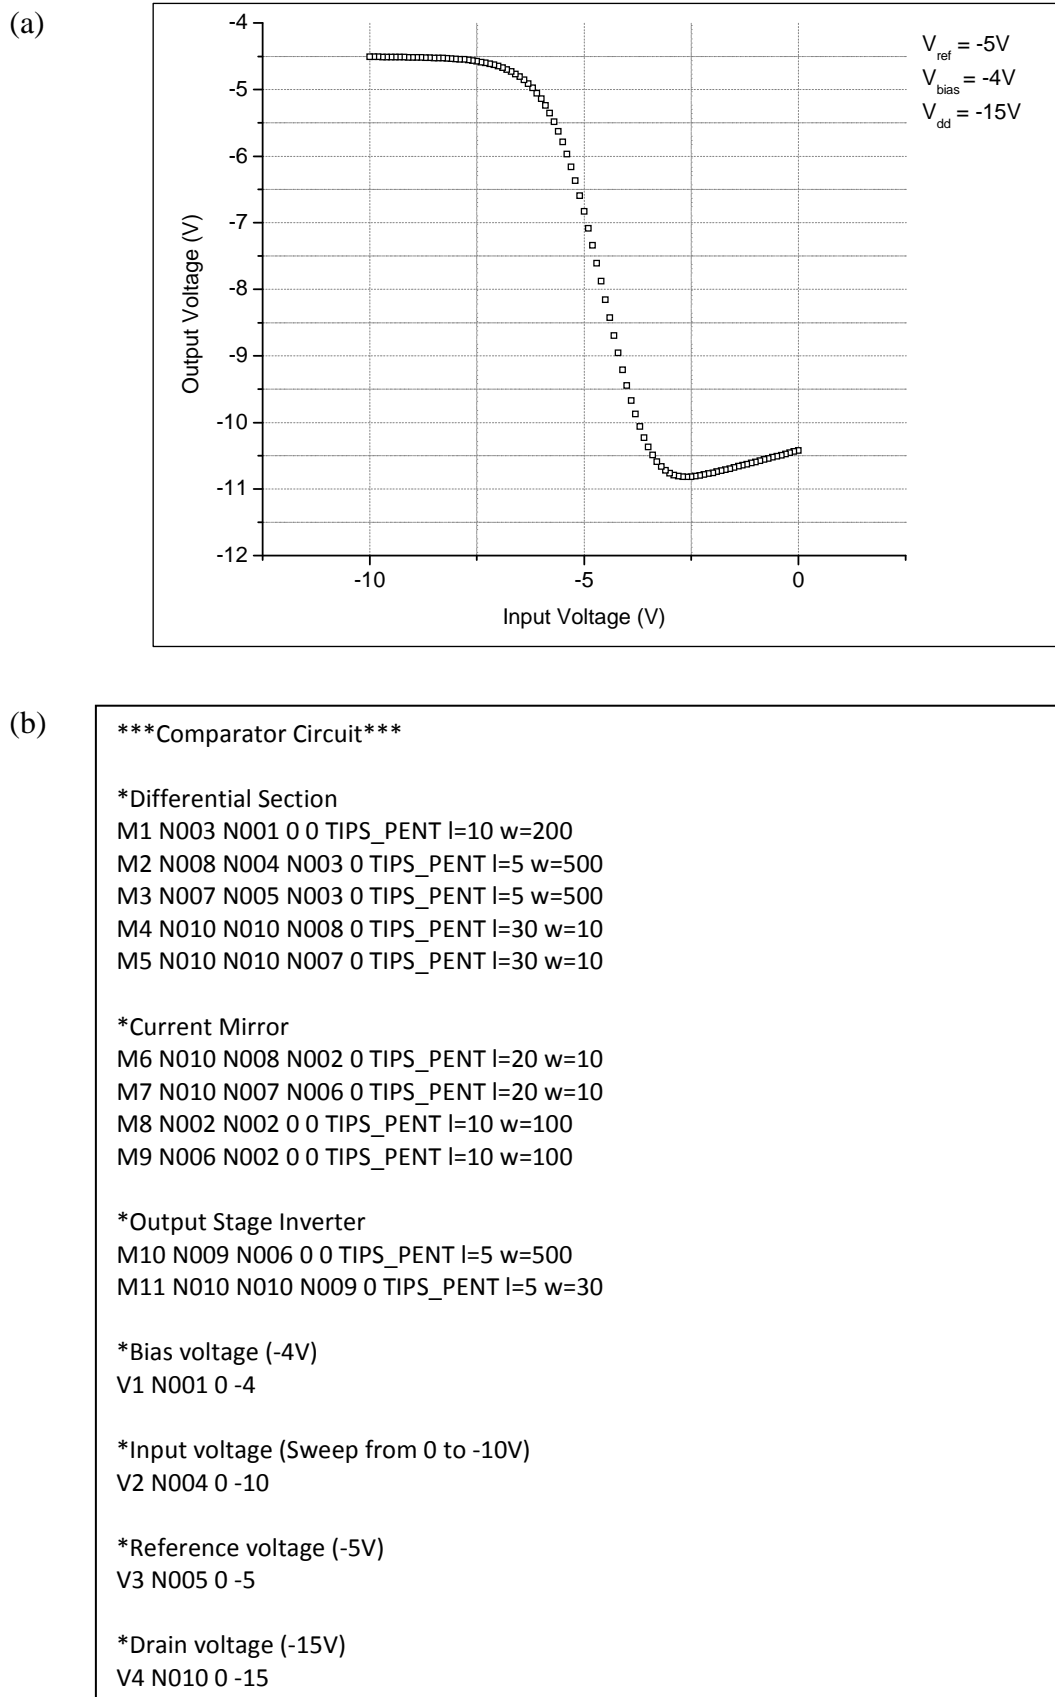 (a)
-4
-5
-6
-7
-8
-9
-10
-11
-12
Output Voltage (V)
-10
-5
0
Input Voltage (V)
V_ref = -5V
V_bias = -4V
V_dd = -15V
(b)
***Comparator Circuit***
*Differential Section
M1 N003 N001 0 0 TIPS_PENT l=10 w=200
M2 N008 N004 N003 0 TIPS_PENT l=5 w=500
M3 N007 N005 N003 0 TIPS_PENT l=5 w=500
M4 N010 N010 N008 0 TIPS_PENT l=30 w=10
M5 N010 N010 N007 0 TIPS_PENT l=30 w=10
*Current Mirror
M6 N010 N008 N002 0 TIPS_PENT l=20 w=10
M7 N010 N007 N006 0 TIPS_PENT l=20 w=10
M8 N002 N002 0 0 TIPS_PENT l=10 w=100
M9 N006 N002 0 0 TIPS_PENT l=10 w=100
*Output Stage Inverter
M10 N009 N006 0 0 TIPS_PENT l=5 w=500
M11 N010 N010 N009 0 TIPS_PENT l=5 w=30
*Bias voltage (-4V)
V1 N001 0 -4
*Input voltage (Sweep from 0 to -10V)
V2 N004 0 -10
*Reference voltage (-5V)
V3 N005 0 -5
*Drain voltage (-15V)
V4 N010 0 -15